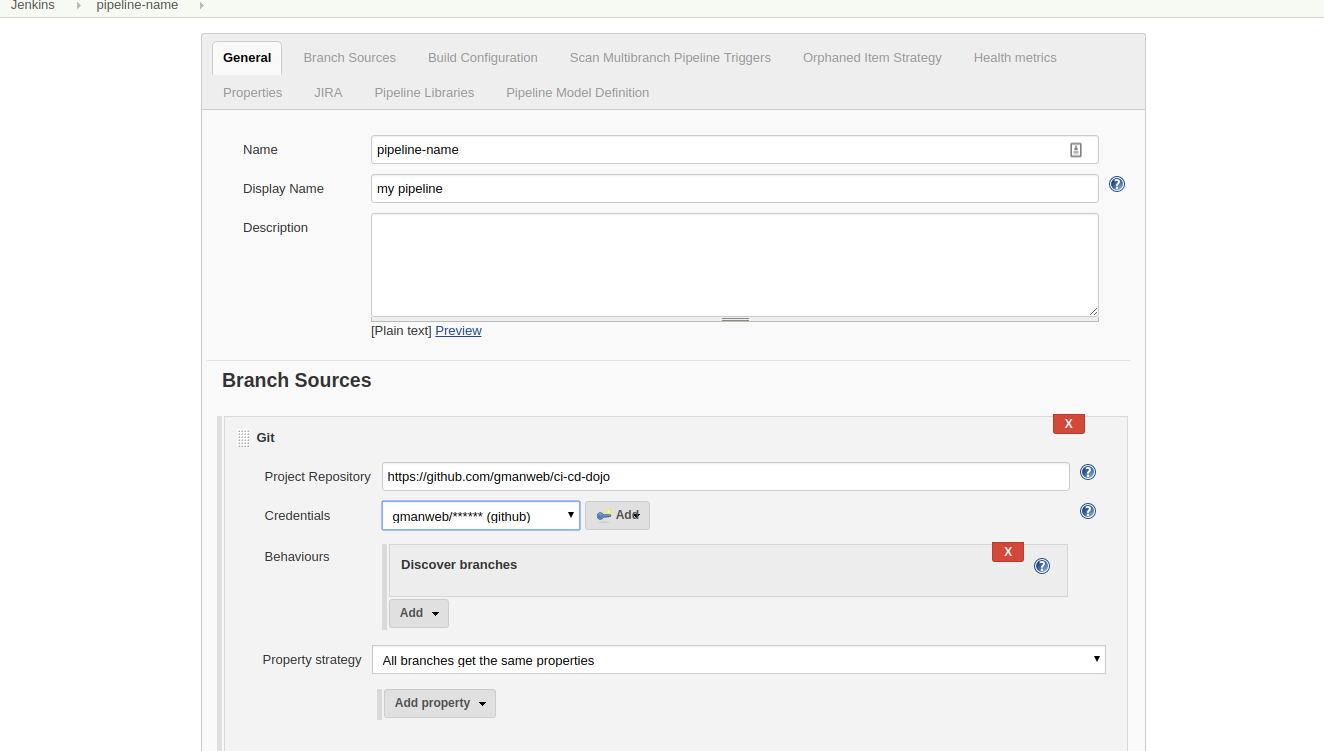 Jenkins pipeline-name
General Branch Sources Build Configuration Scan Multibranch Pipeline Triggers Orphaned Item Strategy Health metrics
Properties JIRA Pipeline Libraries Pipeline Model Definition
Name pipeline-name
Display Name my pipeline
Description
[Plain text] Preview
Branch Sources
X
Git
Project Repository https://github.com/gmanweb/ci-cd-dojo
Credentials gmanweb/****** (github) Add
Behaviours
X
Discover branches
Add
Property strategy All branches get the same properties
Add property